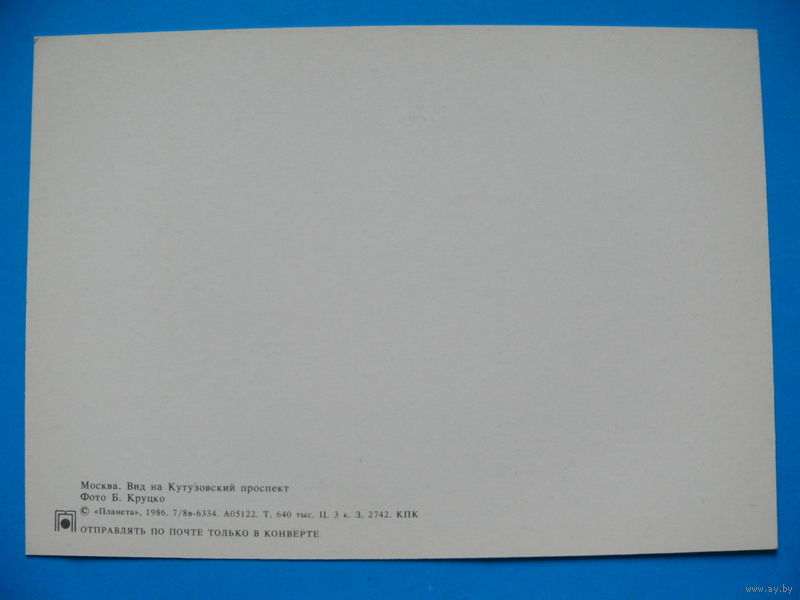 Москва. Вид на Кутузовский проспект
Фото Б. Круцко
© «Планета», 1986. 7/8в-6334. А05122. Т. 640 тыс. Ц. 3 к. З. 2742. КПК
ОТПРАВЛЯТЬ ПО ПОЧТЕ ТОЛЬКО В КОНВЕРТЕ
www.ay.by